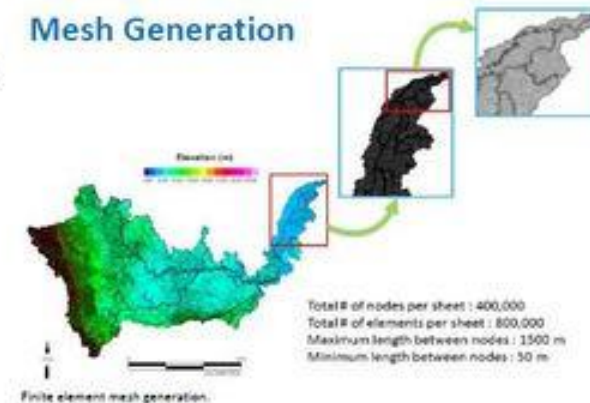 Mesh Generation
Elevation (m)
Total # of nodes per sheet : 400,000
Total # of elements per sheet : 800,000
Maximum length between nodes : 1500 m
Minimum length between nodes : 50 m
Finite element mesh generation.